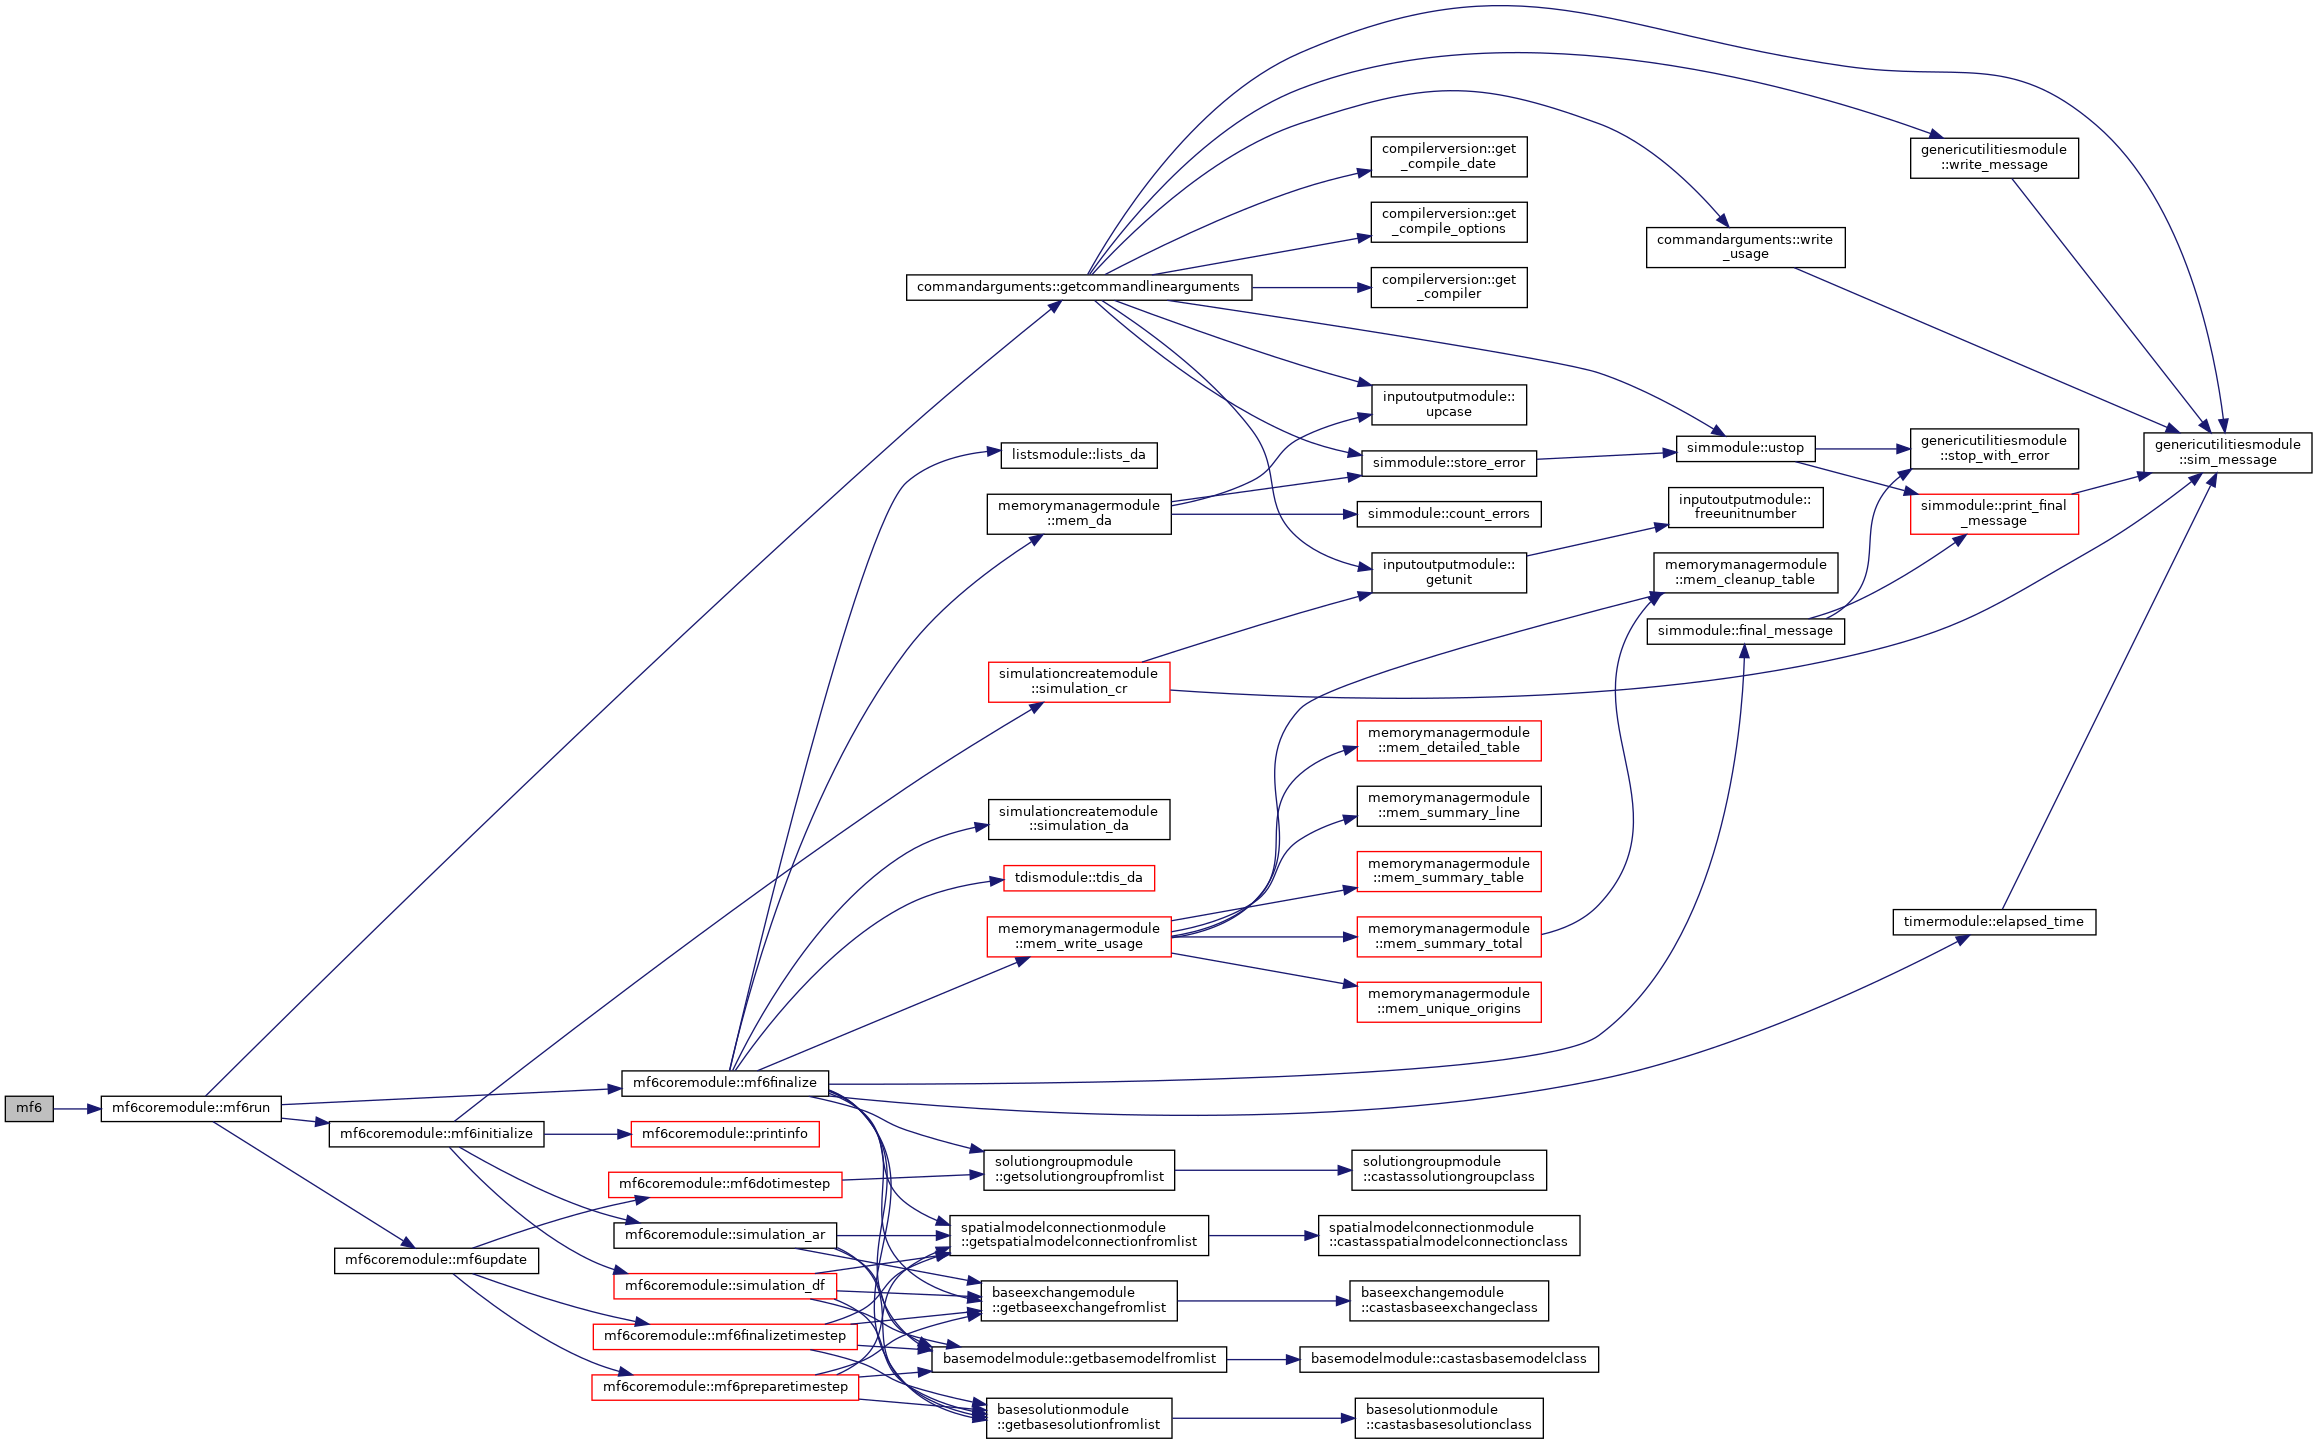 genericutilitiesmodule
::write_message
compilerversion::get
_compile_date
compilerversion::get
_compile_options
commandarguments::write
_usage
compilerversion::get
_compiler
commandarguments::getcommandlinearguments
inputoutputmodule::
upcase
listsmodule::lists_da
simmodule::store_error
simmodule::ustop
genericutilitiesmodule
::stop_with_error
genericutilitiesmodule
::sim_message
memorymanagermodule
::mem_da
simmodule::count_errors
inputoutputmodule::
freeunitnumber
simmodule::print_final
_message
inputoutputmodule::
getunit
memorymanagermodule
::mem_cleanup_table
simmodule::final_message
simulationcreatemodule
::simulation_cr
memorymanagermodule
::mem_detailed_table
simulationcreatemodule
::simulation_da
memorymanagermodule
::mem_summary_line
tdismodule::tdis_da
memorymanagermodule
::mem_summary_table
memorymanagermodule
::mem_write_usage
memorymanagermodule
::mem_summary_total
timermodule::elapsed_time
memorymanagermodule
::mem_unique_origins
mf6
mf6coremodule::mf6run
mf6coremodule::mf6finalize
mf6coremodule::mf6initialize
mf6coremodule::printinfo
mf6coremodule::mf6dotimestep
solutiongroupmodule
::getsolutiongroupfromlist
solutiongroupmodule
::castassolutiongroupclass
mf6coremodule::simulation_ar
spatialmodelconnectionmodule
::getspatialmodelconnectionfromlist
spatialmodelconnectionmodule
::castasspatialmodelconnectionclass
mf6coremodule::mf6update
mf6coremodule::simulation_df
baseexchangemodule
::getbaseexchangefromlist
baseexchangemodule
::castasbaseexchangeclass
mf6coremodule::mf6finalizetimestep
basemodelmodule::getbasemodelfromlist
basemodelmodule::castasbasemodelclass
mf6coremodule::mf6preparetimestep
basesolutionmodule
::getbasesolutionfromlist
basesolutionmodule
::castasbasesolutionclass